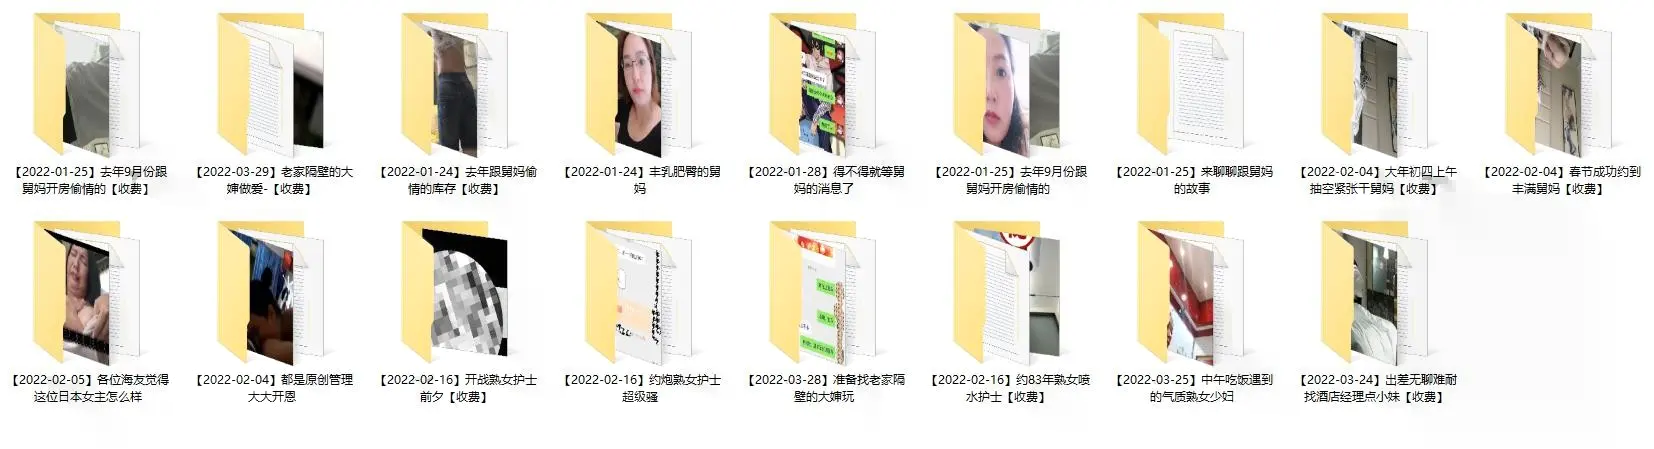 【2022-01-25】去年9月份跟
舅妈开房偷情的【收费】
【2022-03-29】老家隔壁的大
婶做爱-【收费】
【2022-01-24】去年跟舅妈偷
情的库存【收费】
【2022-01-24】丰乳肥臀的舅
妈
【2022-01-28】得不得就等舅
妈的消息了
【2022-01-25】去年9月份跟
舅妈开房偷情的
【2022-01-25】来聊聊跟舅妈
的故事
【2022-02-04】大年初四上午
抽空紧张干舅妈【收费】
【2022-02-04】春节成功约到
丰满舅妈【收费】
【2022-02-05】各位海友觉得
这位日本女主怎么样
【2022-02-04】都是原创管理
大大开恩
【2022-02-16】开战熟女护士
前夕【收费】
【2022-02-16】约炮熟女护士
超级骚
【2022-03-28】准备找老家隔
壁的大婶玩
【2022-02-16】约83年熟女喷
水护士【收费】
【2022-03-25】中午吃饭遇到
的气质熟女少妇
【2022-03-24】出差无聊难耐
找酒店经理点小妹【收费】